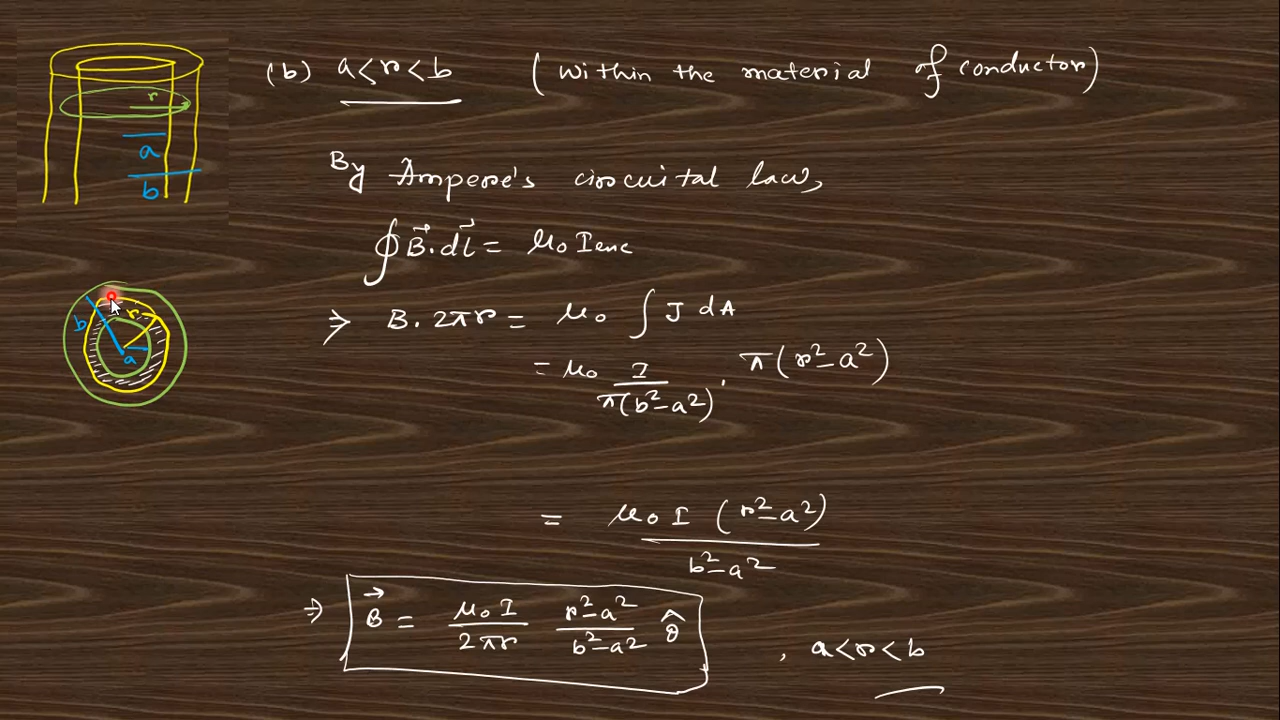 (b) a<r<b (within the material of conductor)
r
a
b
By Ampere's circuital law,
∮B⃗.dl⃗ = μ₀ Ienc
⇒ B. 2πr = μ₀ ∫ J dA
= μ₀ I/π(b²-a²) . π(r²-a²)
b r
a
= μ₀ I (r²-a²)/b²-a²
⇒ B⃗ = μ₀ I/2πr r²-a²/b²-a² θ̂ , a<r<b